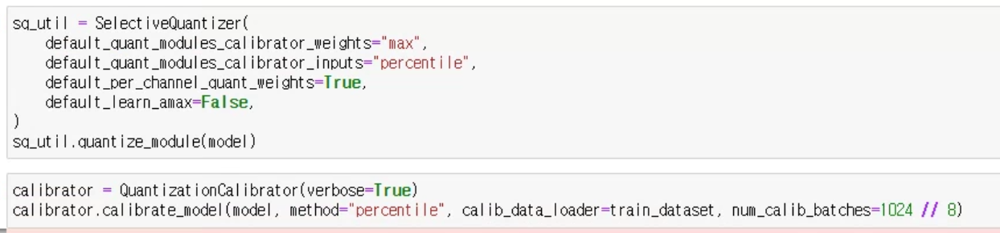 sq_util = SelectiveQuantizer(
    default_quant_modules_calibrator_weights="max",
    default_quant_modules_calibrator_inputs="percentile",
    default_per_channel_quant_weights=True,
    default_learn_amax=False,
)
sq_util.quantize_module(model)
calibrator = QuantizationCalibrator(verbose=True)
calibrator.calibrate_model(model, method="percentile", calib_data_loader=train_dataset, num_calib_batches=1024 // 8)